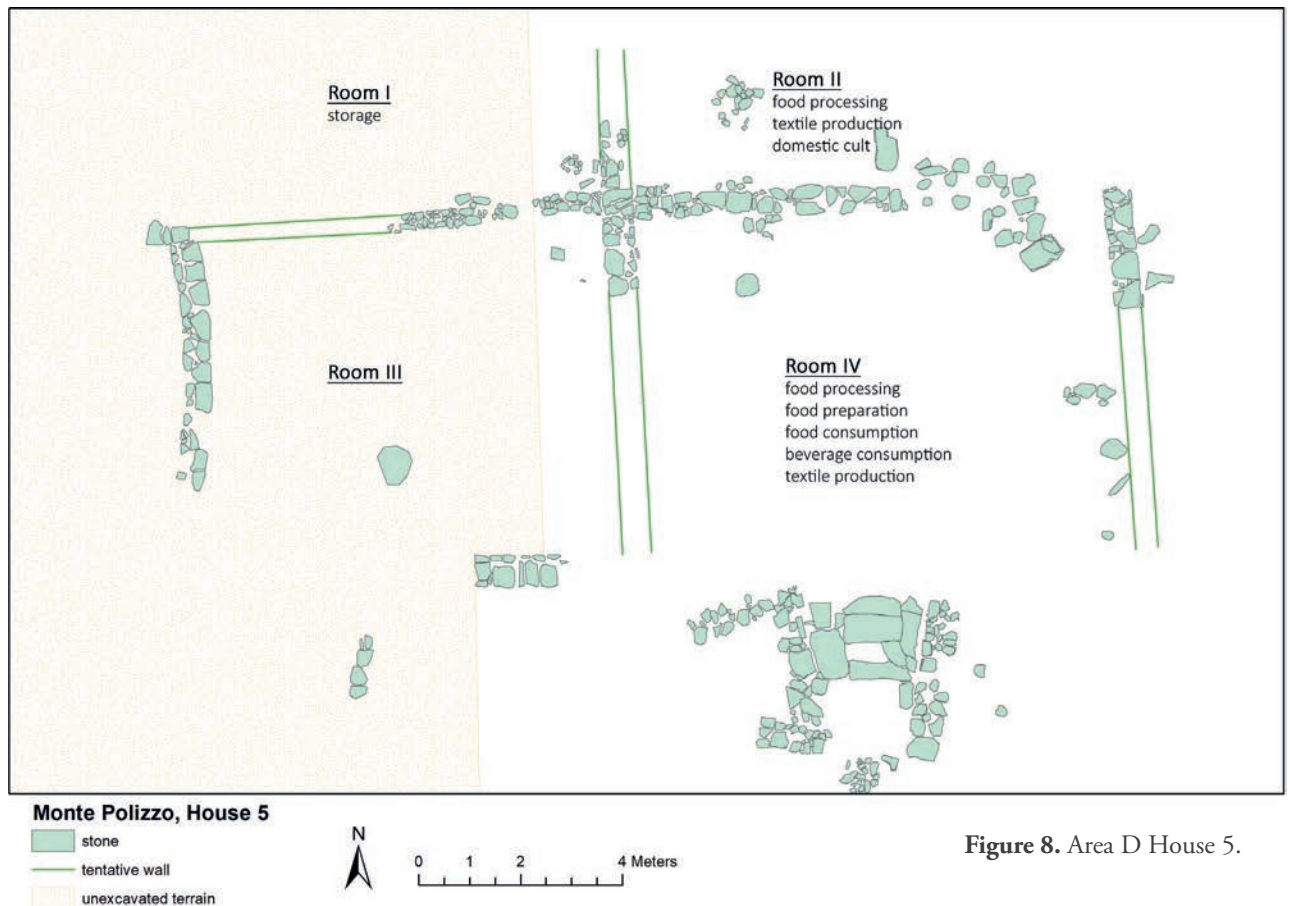 Room I
storage
Room II
food processing
textile production
domestic cult
Room III
Room IV
food processing
food preparation
food consumption
beverage consumption
textile production
Monte Polizzo, House 5
stone
tentative wall
unexcavated terrain
N
0 1 2 4 Meters
Figure 8. Area D House 5.